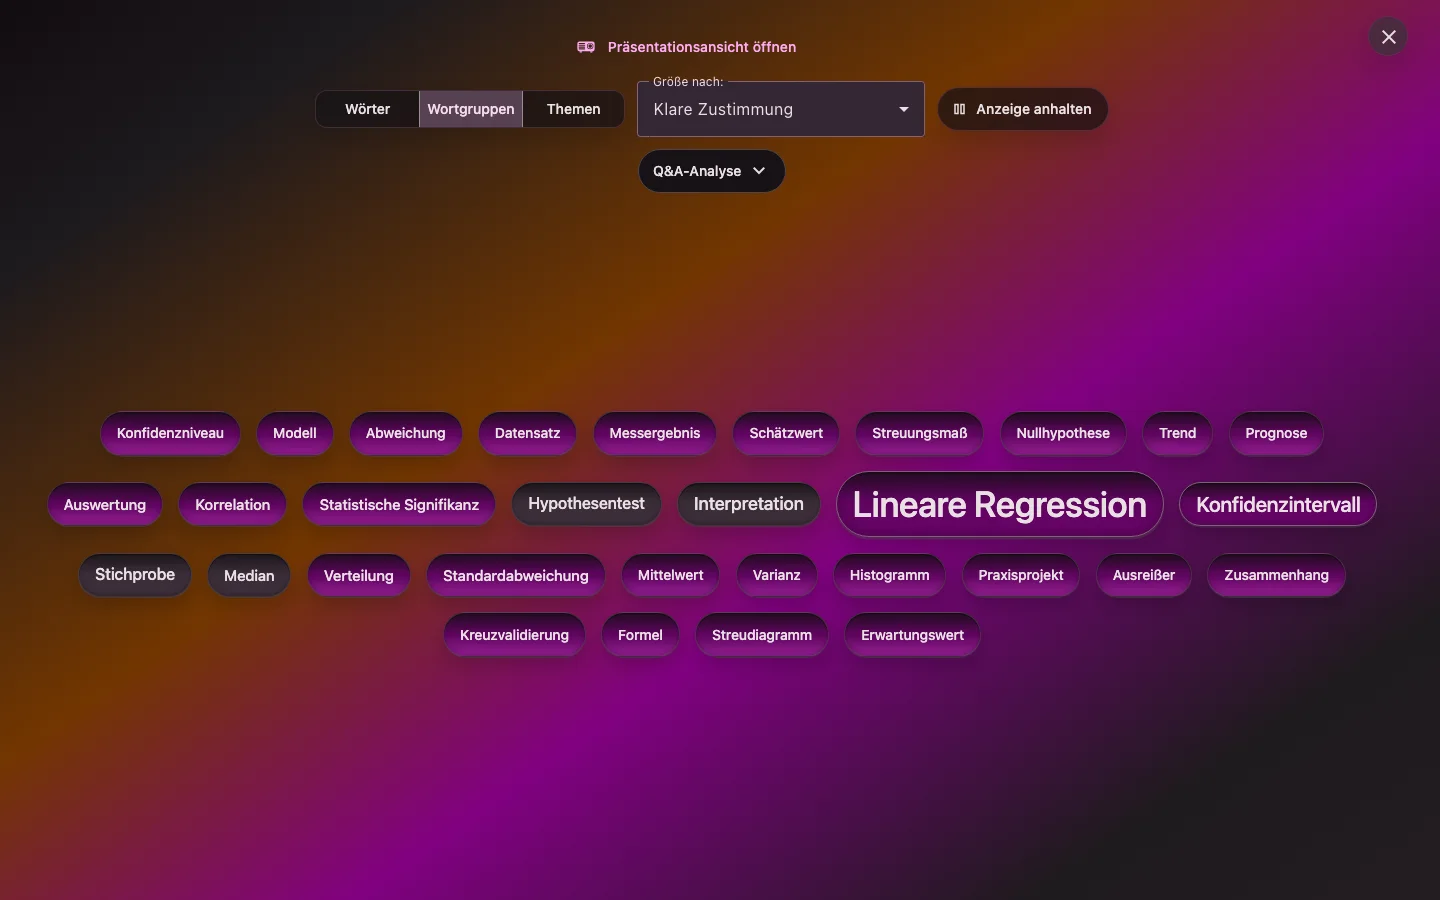 Präsentationsansicht öffnen
Wörter Wortgruppen Themen Größe nach: Klare Zustimmung Anzeige anhalten
Q&A-Analyse
Konfidenzniveau Modell Abweichung Datensatz Messergebnis Schätzwert Streuungsmaß Nullhypothese Trend Prognose
Auswertung Korrelation Statistische Signifikanz Hypothesentest Interpretation Lineare Regression Konfidenzintervall
Stichprobe Median Verteilung Standardabweichung Mittelwert Varianz Histogramm Praxisprojekt Ausreißer Zusammenhang
Kreuzvalidierung Formel Streudiagramm Erwartungswert